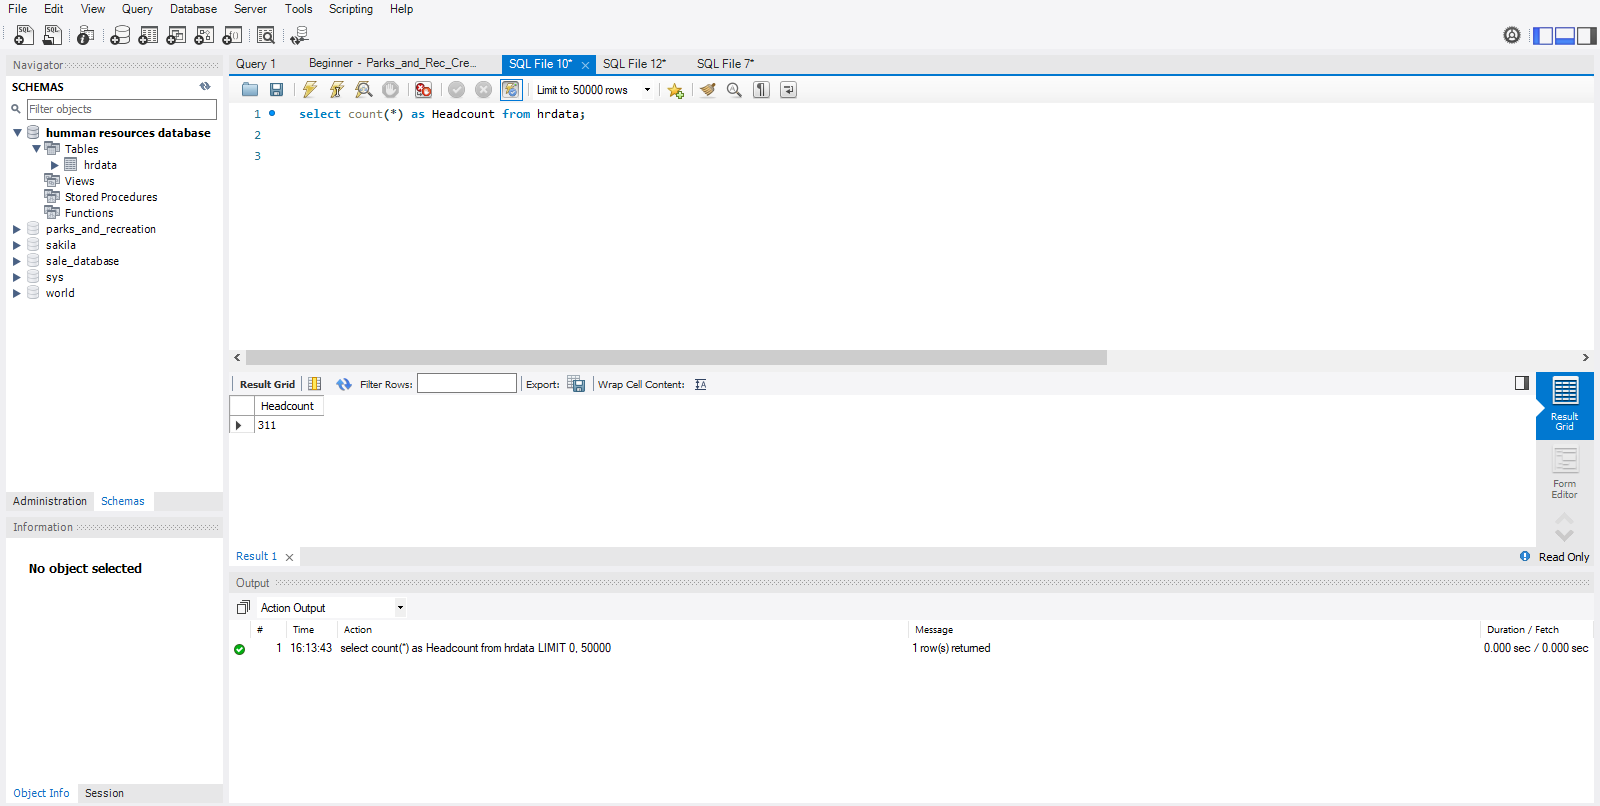 File Edit View Query Database Server Tools Scripting Help
Navigator
SCHEMAS
Filter objects
humman resources database
Tables
hrdata
Views
Stored Procedures
Functions
parks_and_recreation
sakila
sale_database
sys
world
Administration Schemas
Information
No object selected
Object Info Session
Query 1 Beginner - Parks_and_Rec_Cre... SQL File 10* SQL File 12* SQL File 7*
Limit to 50000 rows
1 select count(*) as Headcount from hrdata;
2
3
Result Grid Filter Rows: Export: Wrap Cell Content:
Headcount
311
Result Grid
Form Editor
Result 1 Read Only
Output
Action Output
# Time Action Message Duration / Fetch
1 16:13:43 select count(*) as Headcount from hrdata LIMIT 0, 50000 1 row(s) returned 0.000 sec / 0.000 sec